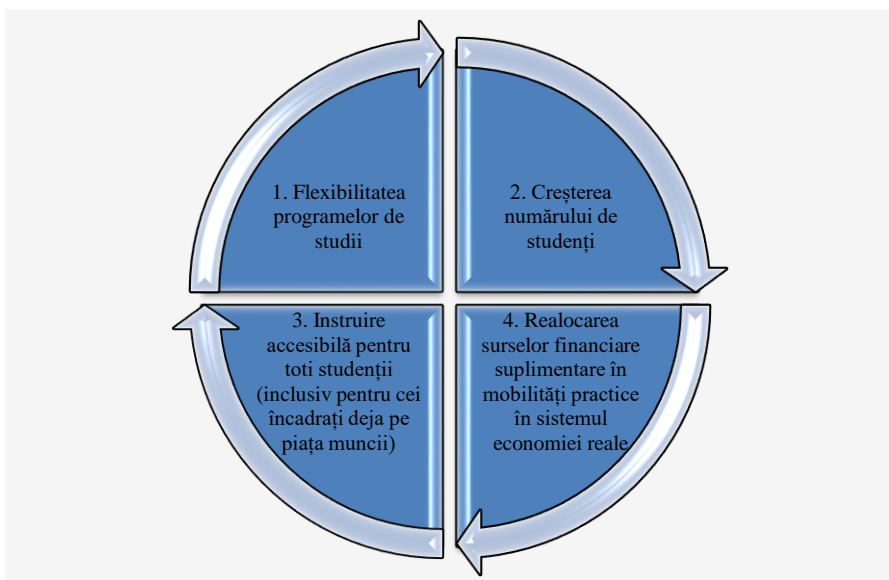 1. Flexibilitatea
programelor de
studii
2. Creșterea
numărului de
studenți
3. Instruire
accesibilă pentru
toti studenții
(inclusiv pentru cei
încadrați deja pe
piața muncii)
4. Realocarea
surselor financiare
suplimentare în
mobilități practice
în sistemul
economiei reale